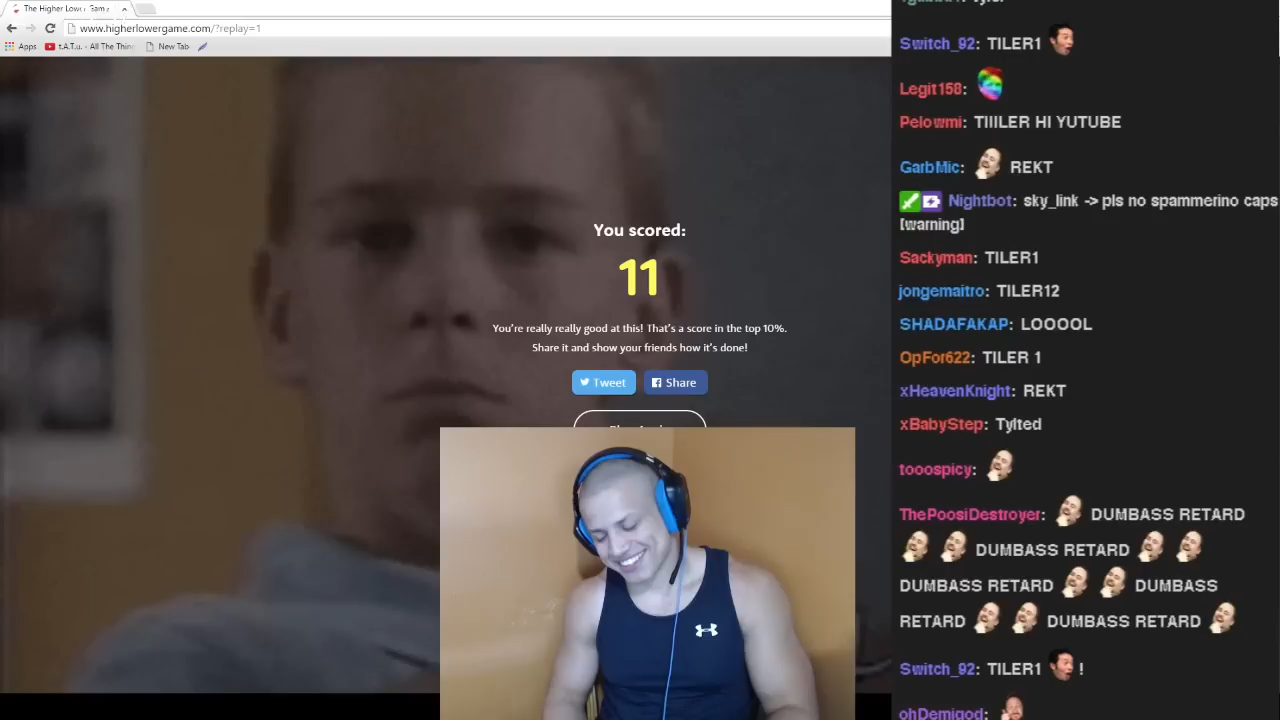 The Higher Lower Gam
www.higherlowergame.com/?replay=1
Apps
t.A.T.u. - All The Thing
New Tab
You scored:
11
You're really really good at this! That's a score in the top 10%.
Share it and show your friends how it's done!
Tweet
Share
Switch_92: TILER1
Legit158:
Pelowmi: TIIILER HI YUTUBE
GarbMic: REKT
Nightbot: sky_link -> pls no spammerino caps
[warning]
Sackyman: TILER1
jongemaitro: TILER12
SHADAFAKAP: LOOOOL
OpFor622: TILER 1
xHeavenKnight: REKT
xBabyStep: Tylted
tooospicy:
ThePoosiDestroyer: DUMBASS RETARD
DUMBASS RETARD
DUMBASS RETARD DUMBASS
RETARD DUMBASS RETARD
Switch_92: TILER1 !
ohDemigod: